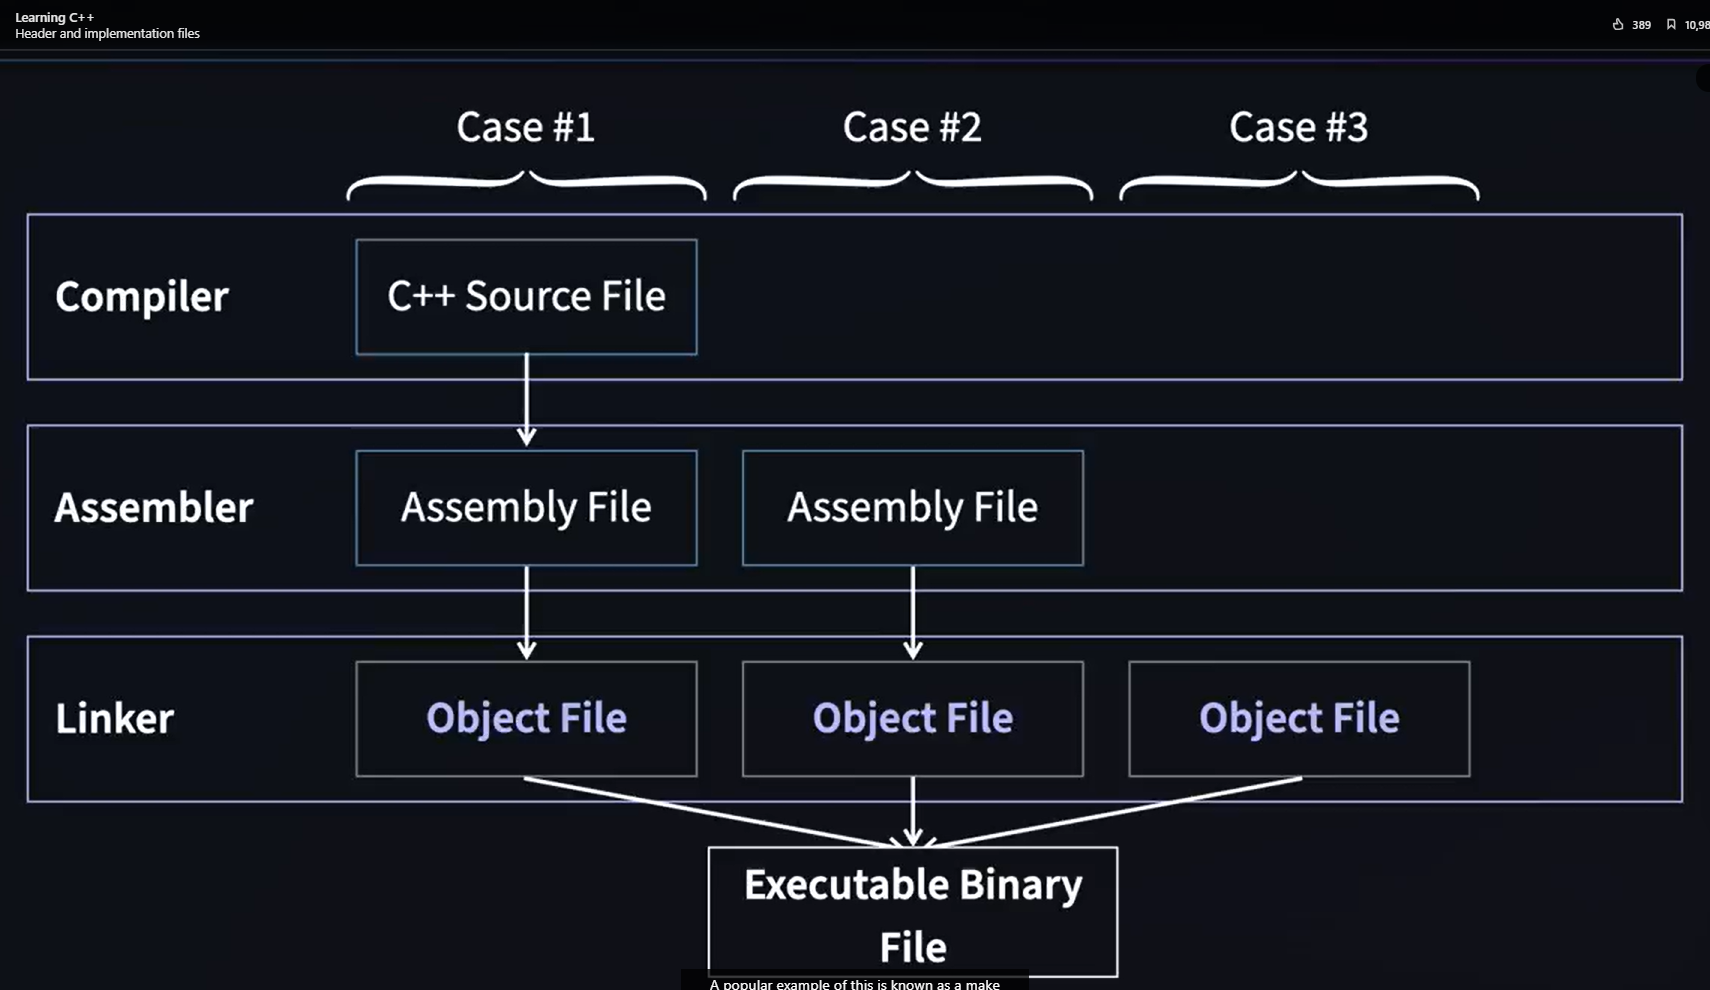 Learning C++
Header and implementation files
389
10,98
Case #1
Case #2
Case #3
Compiler
C++ Source File
Assembler
Assembly File
Assembly File
Linker
Object File
Object File
Object File
Executable Binary
File
A popular example of this is known as a make